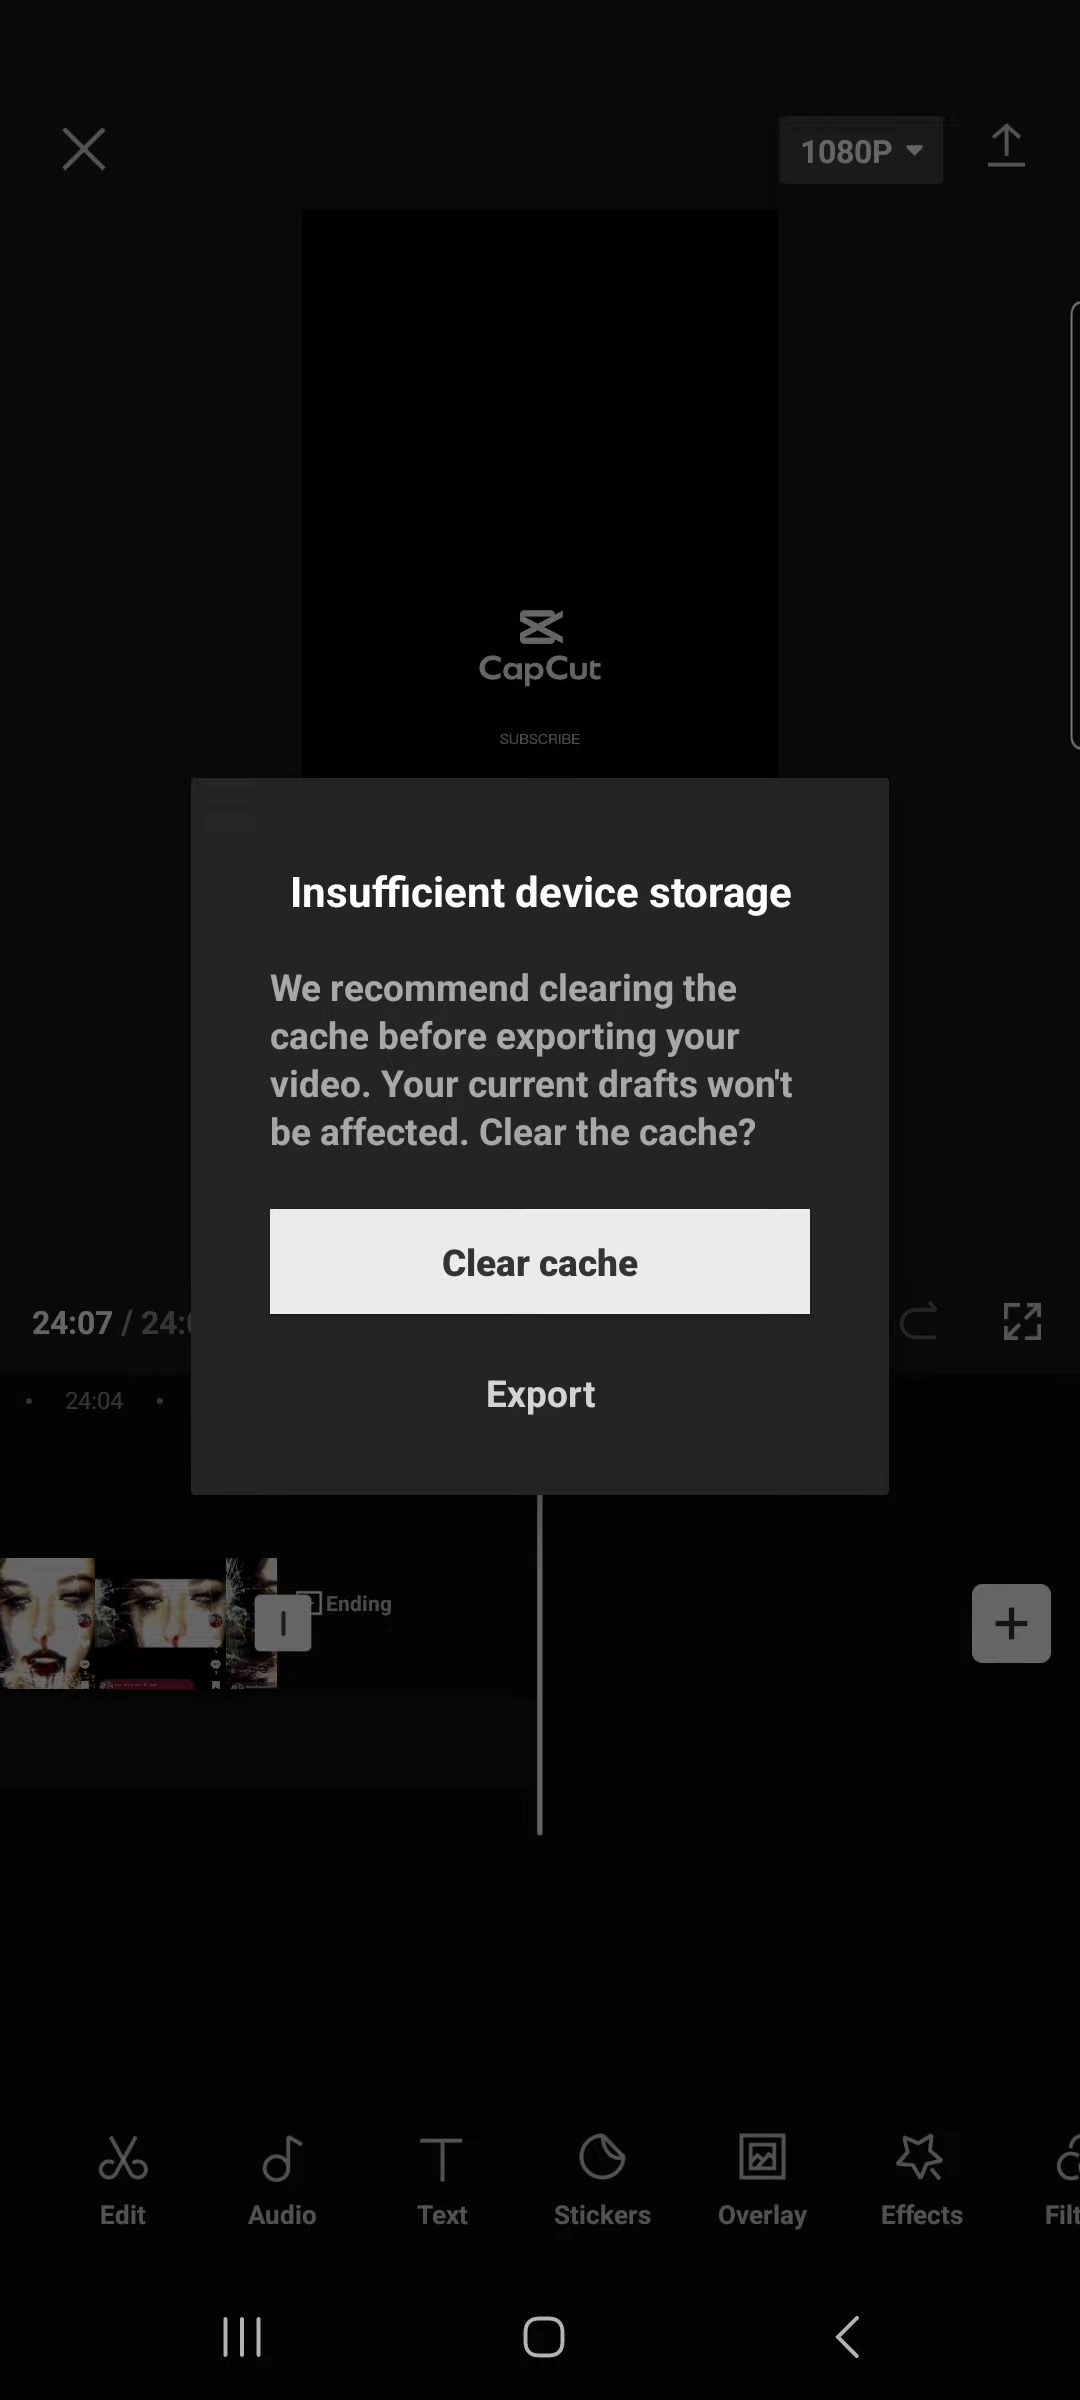 1080P
CapCut
SUBSCRIBE
Insufficient device storage
We recommend clearing the
cache before exporting your
video. Your current drafts won't
be affected. Clear the cache?
Clear cache
24:07 / 24:
Export
24:04
Ending
Edit
Audio
Text
Stickers
Overlay
Effects
Filt